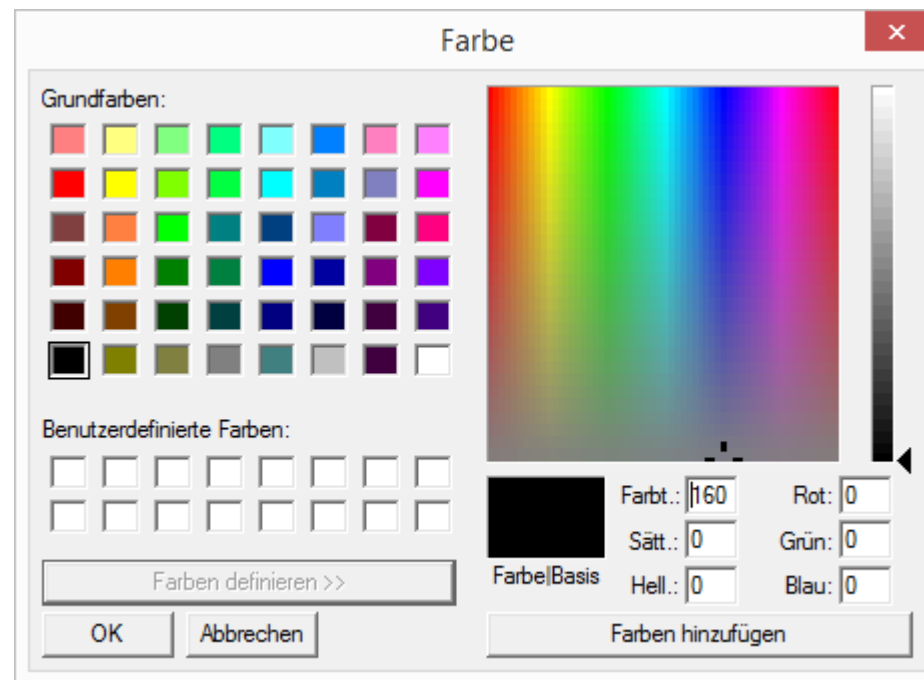 Farbe
Grundfarben:
Benutzerdefinierte Farben:
Farben definieren >>
OK
Abbrechen
Farbe|Basis
Farbt.: 160
Sätt.: 0
Hell.: 0
Rot: 0
Grün: 0
Blau: 0
Farben hinzufügen